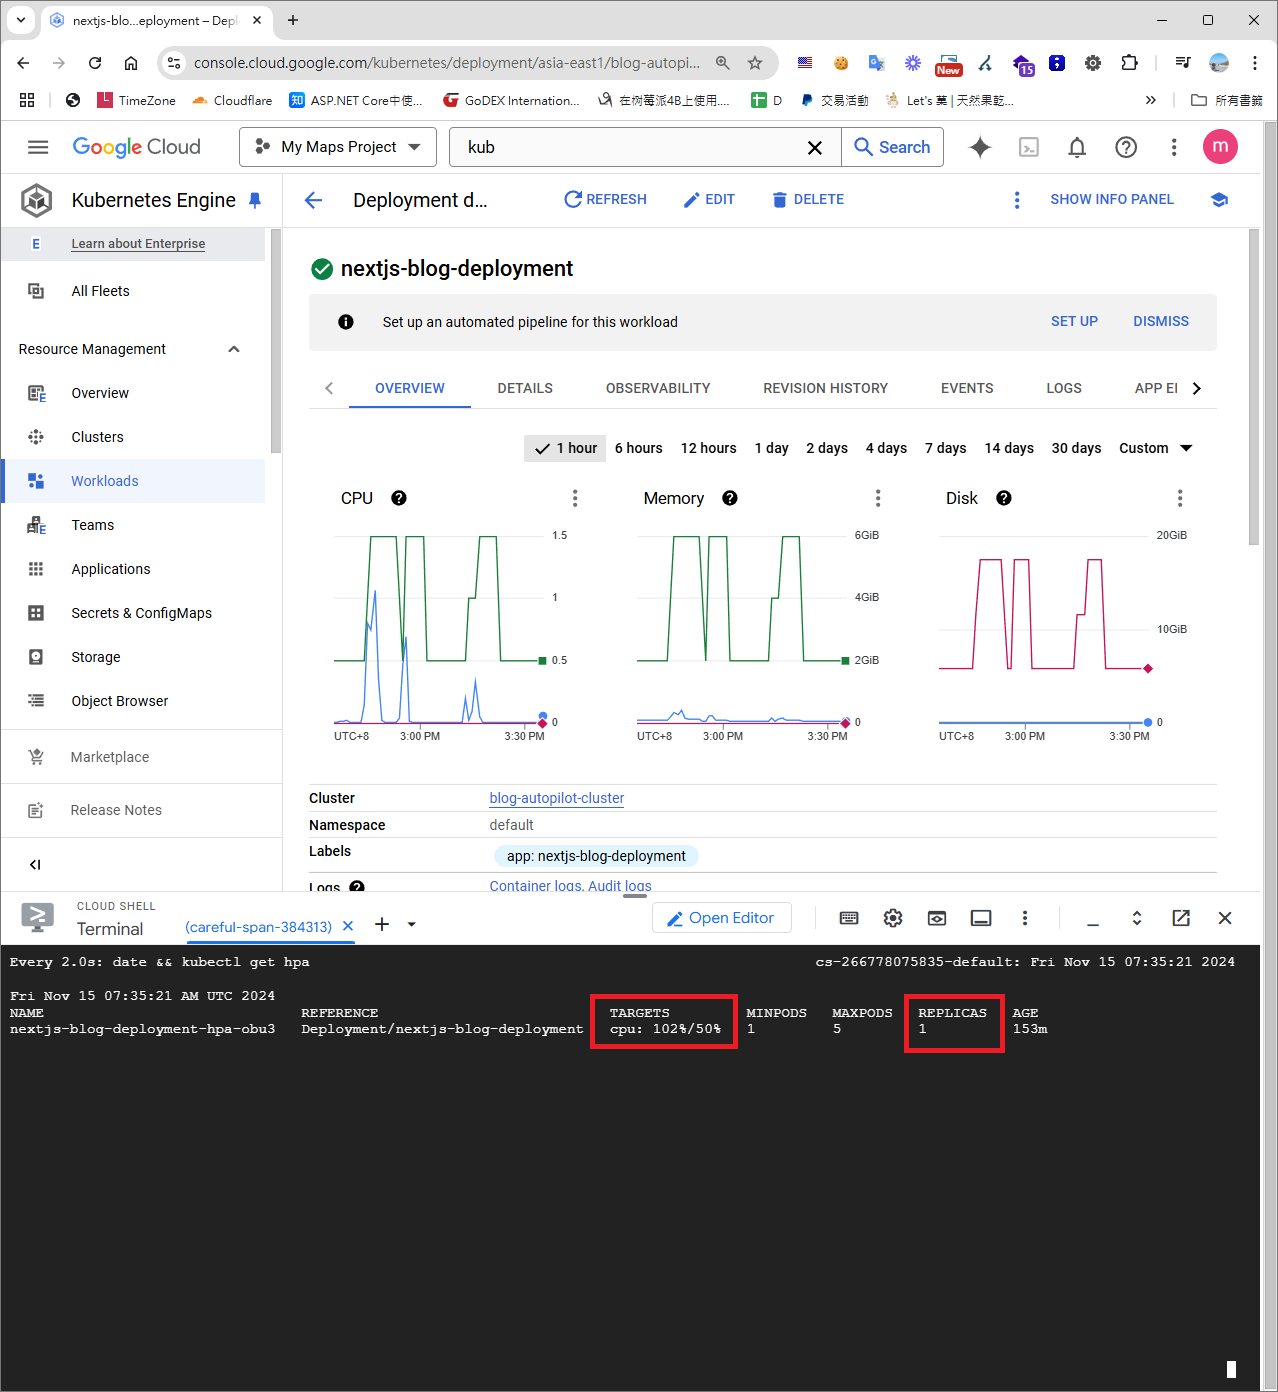 nextjs-blo...eployment – Depl
console.cloud.google.com/kubernetes/deployment/asia-east1/blog-autopi...
New
15
TimeZone
Cloudflare
知
ASP.NET Core中使...
GoDEX Internation...
在树莓派4B上使用....
D
交易活動
Let's 菓 | 天然果乾...
所有書籤
Google Cloud
My Maps Project
kub
Search
m
Kubernetes Engine
Deployment d...
REFRESH
EDIT
DELETE
SHOW INFO PANEL
E
Learn about Enterprise
All Fleets
Resource Management
Overview
Clusters
Workloads
Teams
Applications
Secrets & ConfigMaps
Storage
Object Browser
Marketplace
Release Notes
nextjs-blog-deployment
Set up an automated pipeline for this workload
SET UP
DISMISS
OVERVIEW
DETAILS
OBSERVABILITY
REVISION HISTORY
EVENTS
LOGS
APP EI
1 hour
6 hours
12 hours
1 day
2 days
4 days
7 days
14 days
30 days
Custom
CPU
1.5
1
0.5
0
UTC+8
3:00 PM
3:30 PM
Memory
6GiB
4GiB
2GiB
0
UTC+8
3:00 PM
3:30 PM
Disk
20GiB
10GiB
0
UTC+8
3:00 PM
3:30 PM
Cluster
blog-autopilot-cluster
Namespace
default
Labels
app: nextjs-blog-deployment
Logs
Container logs, Audit logs
CLOUD SHELL
Terminal
(careful-span-384313)
Open Editor
Every 2.0s: date && kubectl get hpa cs-266778075835-default: Fri Nov 15 07:35:21 2024
Fri Nov 15 07:35:21 AM UTC 2024
NAME REFERENCE TARGETS MINPODS MAXPODS REPLICAS AGE
nextjs-blog-deployment-hpa-obu3 Deployment/nextjs-blog-deployment cpu: 102%/50% 1 5 1 153m